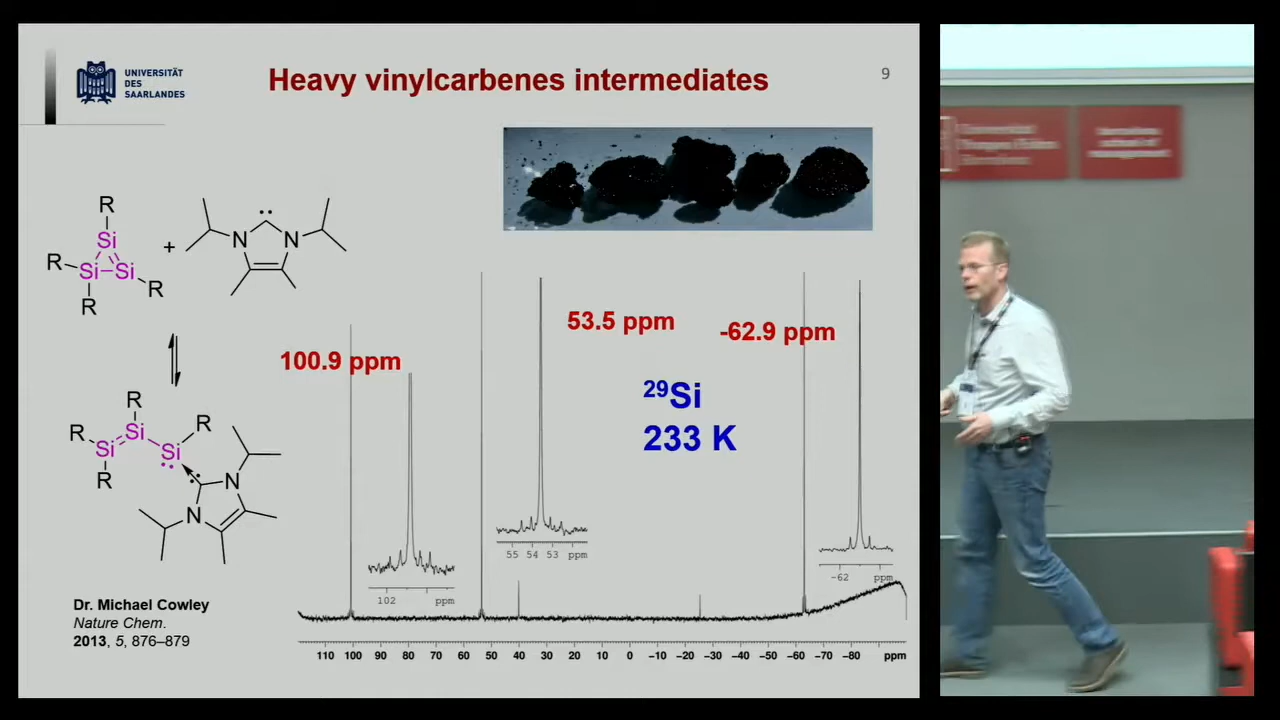 UNIVERSITÄT
DES
SAARLANDES
Heavy vinylcarbenes intermediates
9
R
Si
R
Si
Si
R
R
+
N
N
R
R
Si
R
Si
Si
R
N
N
100.9 ppm
53.5 ppm
-62.9 ppm
29Si
233 K
102 ppm
55 54 53 ppm
-62 ppm
110 100 90 80 70 60 50 40 30 20 10 0 -10 -20 -30 -40 -50 -60 -70 -80 ppm
Dr. Michael Cowley
Nature Chem.
2013, 5, 876–879
management